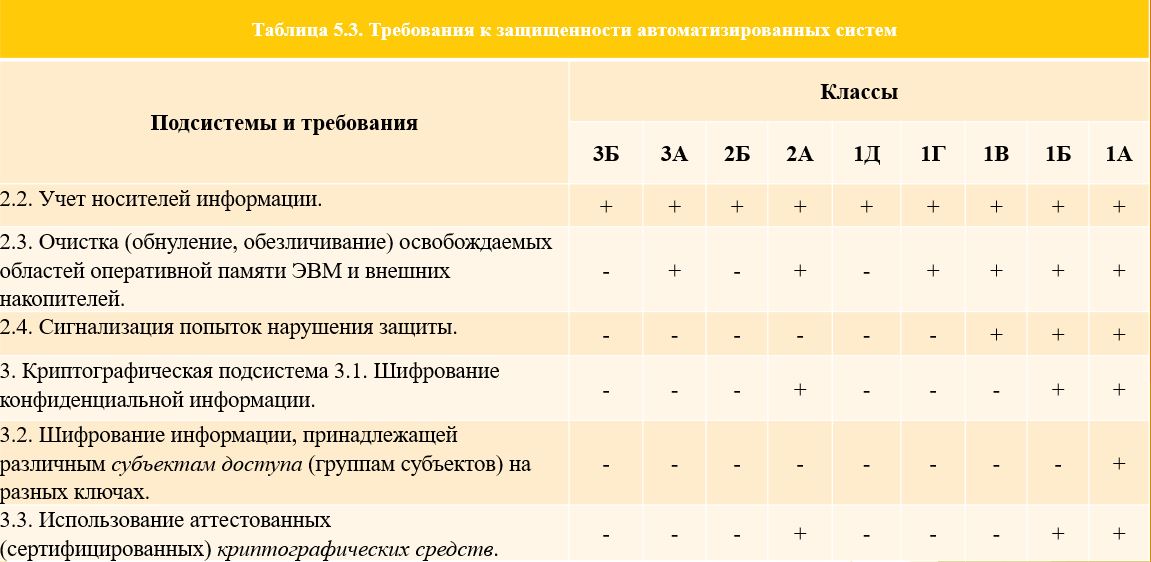 Таблица 5.3. Требования к защищенности автоматизированных систем
Подсистемы и требования
Классы
3Б 3А 2Б 2А 1Д 1Г 1В 1Б 1А
2.2. Учет носителей информации.
+ + + + + + + + +
2.3. Очистка (обнуление, обезличивание) освобождаемых
областей оперативной памяти ЭВМ и внешних
накопителей.
- + - + - + + + +
2.4. Сигнализация попыток нарушения защиты.
- - - - - - + + +
3. Криптографическая подсистема 3.1. Шифрование
конфиденциальной информации.
- - - + - - - + +
3.2. Шифрование информации, принадлежащей
различным субъектам доступа (группам субъектов) на
разных ключах.
- - - - - - - - +
3.3. Использование аттестованных
(сертифицированных) криптографических средств.
- - - + - - - + +